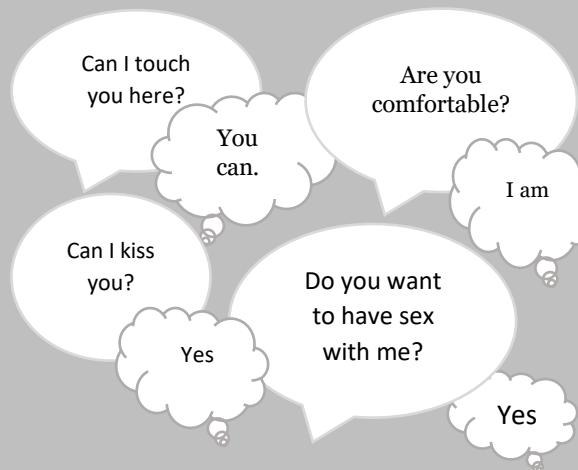 Can I touch
you here?
You
can.
Are you
comfortable?
I am
Can I kiss
you?
Yes
Do you want
to have sex
with me?
Yes